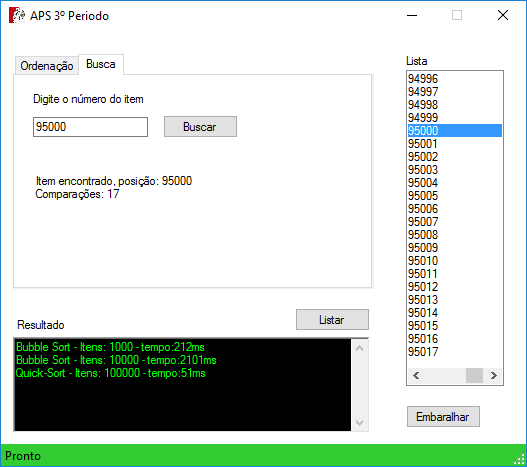 APS 3º Periodo
Ordenação
Busca
Digite o número do item
95000
Buscar
Item encontrado, posição: 95000
Comparações: 17
Lista
94996
94997
94998
94999
95000
95001
95002
95003
95004
95005
95006
95007
95008
95009
95010
95011
95012
95013
95014
95015
95016
95017
Listar
Resultado
Bubble Sort - Itens: 1000 - tempo:212ms
Bubble Sort - Itens: 10000 - tempo:2101ms
Quick-Sort - Itens: 100000 - tempo:51ms
Embaralhar
Pronto